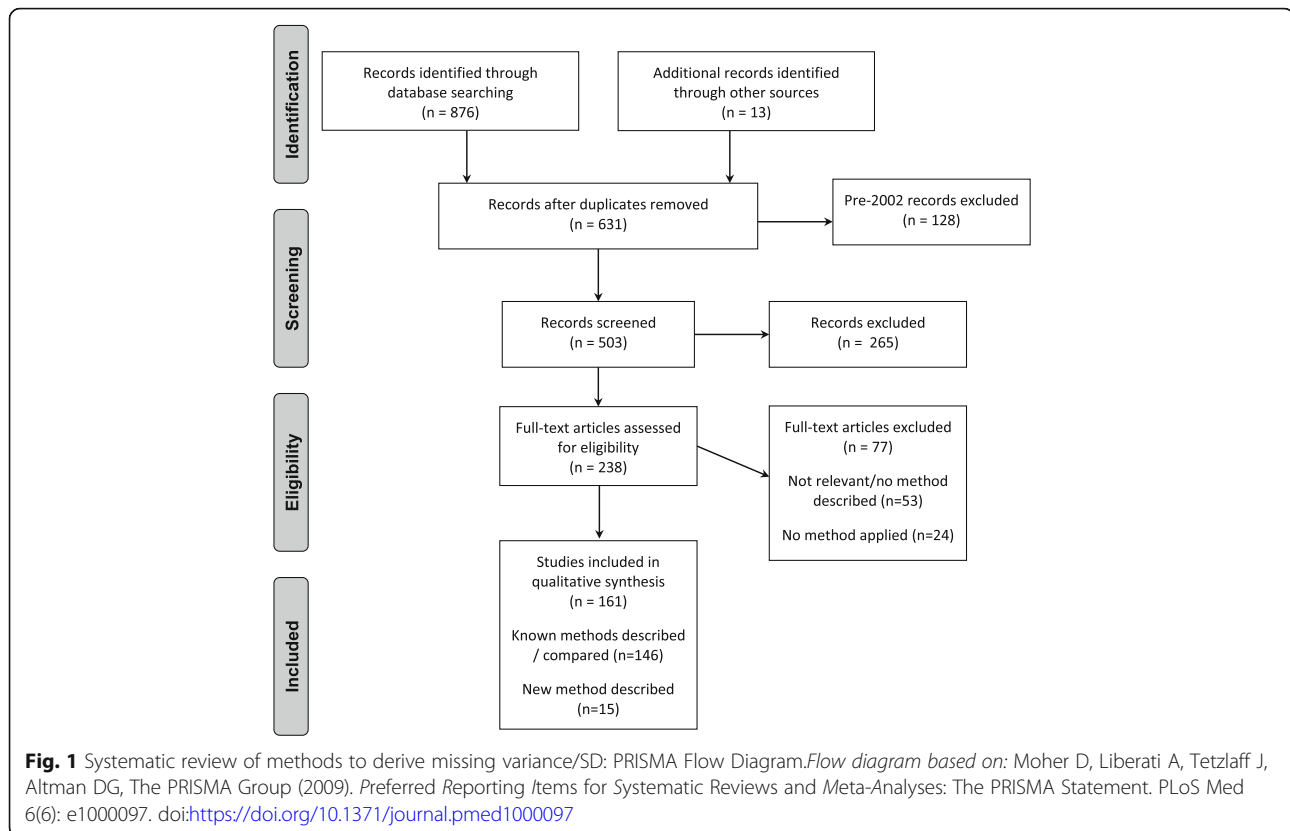 Identification
Records identified through
database searching
(n = 876)
Additional records identified
through other sources
(n = 13)
Records after duplicates removed
(n = 631)
Pre-2002 records excluded
(n = 128)
Screening
Records screened
(n = 503)
Records excluded
(n =  265)
Eligibility
Full-text articles assessed
for eligibility
(n = 238)
Full-text articles excluded
(n = 77)
Not relevant/no method
described (n=53)
No method applied (n=24)
Included
Studies included in
qualitative synthesis
(n = 161)
Known methods described
/ compared (n=146)
New method described
(n=15)
Fig. 1 Systematic review of methods to derive missing variance/SD: PRISMA Flow Diagram.Flow diagram based on: Moher D, Liberati A, Tetzlaff J,
Altman DG, The PRISMA Group (2009). Preferred Reporting Items for Systematic Reviews and Meta-Analyses: The PRISMA Statement. PLoS Med
6(6): e1000097. doi:https://doi.org/10.1371/journal.pmed1000097